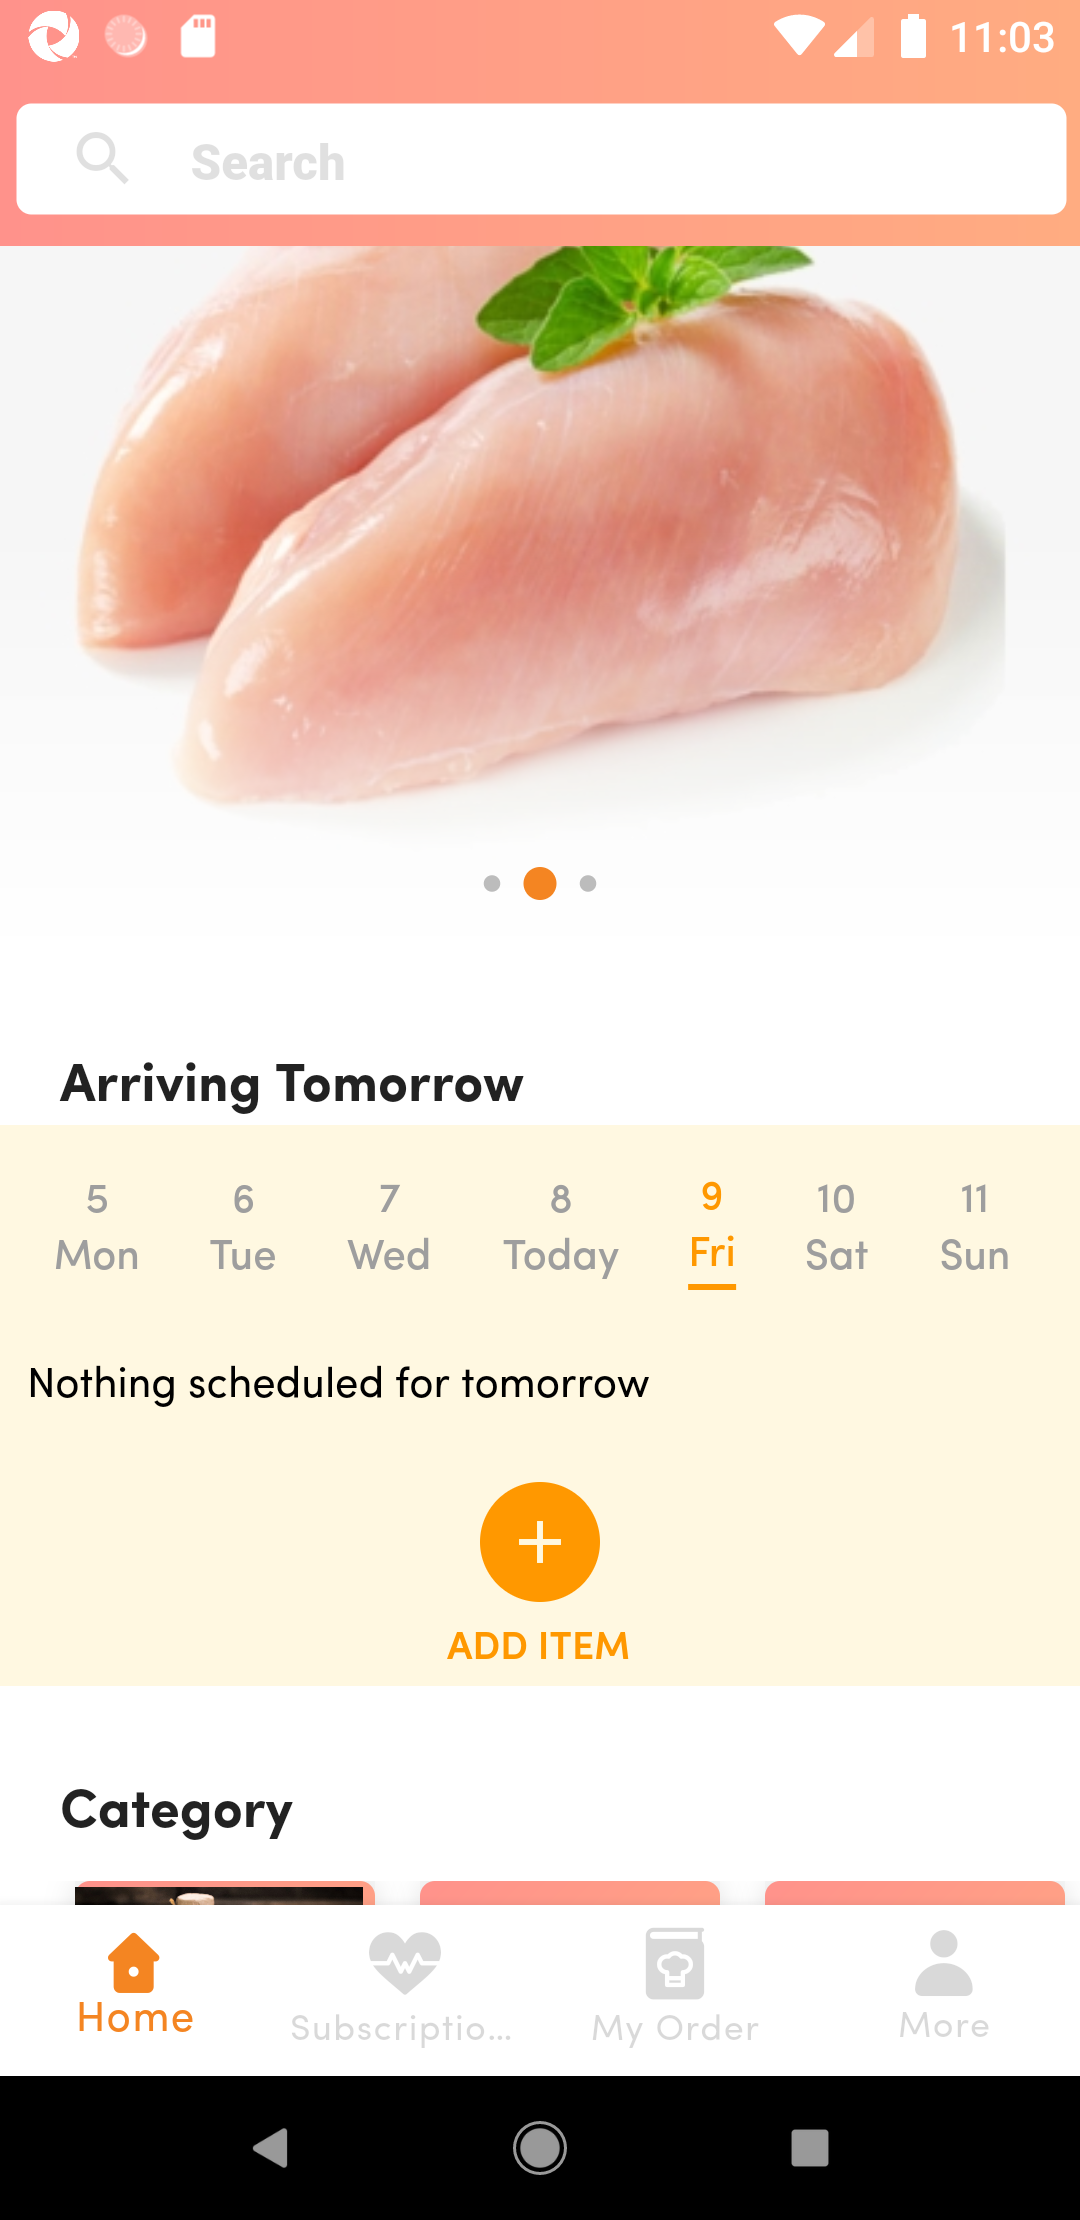 11:03
Search
Arriving Tomorrow
5 6 7 8 9 10 11
Mon Tue Wed Today Fri Sat Sun
Nothing scheduled for tomorrow
ADD ITEM
Category
Home Subscriptio... My Order More